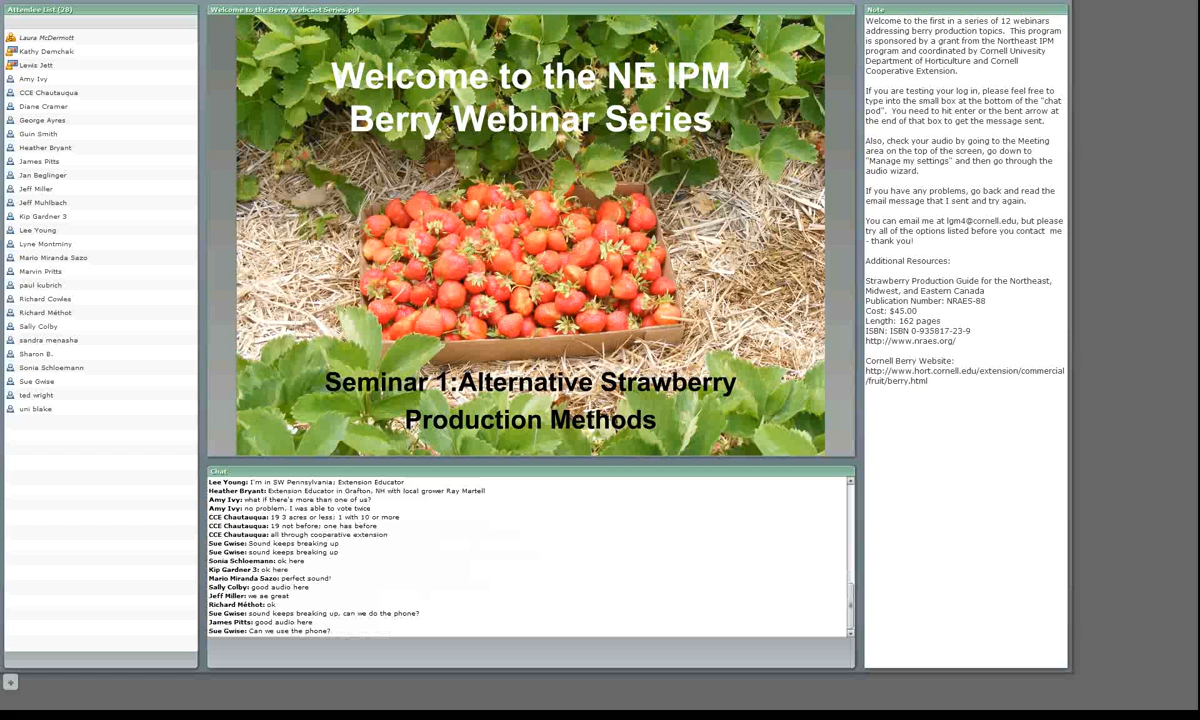 Attendee List (28)
Laura McDermott
Kathy Demchak
Lewis Jett
Amy Ivy
CCE Chautauqua
Diane Cramer
George Ayres
Guin Smith
Heather Bryant
James Pitts
Jan Beglinger
Jeff Miller
Jeff Muhlbach
Kip Gardner 3
Lee Young
Lyne Montminy
Mario Miranda Sazo
Marvin Pritts
paul kubrich
Richard Cowles
Richard Méthot
Sally Colby
sandra menasha
Sharon B.
Sonia Schloemann
Sue Gwise
ted wright
uni blake
Welcome to the Berry Webcast Series.ppt
Welcome to the NE IPM
Berry Webinar Series
Seminar 1:Alternative Strawberry
Production Methods
Chat
Lee Young: I'm in SW Pennsylvania; Extension Educator
Heather Bryant: Extension Educator in Grafton, NH with local grower Ray Martell
Amy Ivy: what if there's more than one of us?
Amy Ivy: no problem, I was able to vote twice
CCE Chautauqua: 19 3 acres or less; 1 with 10 or more
CCE Chautauqua: 19 not before; one has before
CCE Chautauqua: all through cooperative extension
Sue Gwise: Sound keeps breaking up
Sue Gwise: sound keeps breaking up
Sonia Schloemann: ok here
Kip Gardner 3: ok here
Mario Miranda Sazo: perfect sound!
Sally Colby: good audio here
Jeff Miller: we ae great
Richard Méthot: ok
Sue Gwise: sound keeps breaking up, can we do the phone?
James Pitts: good audio here
Sue Gwise: Can we use the phone?
Note
Welcome to the first in a series of 12 webinars
addressing berry production topics. This program
is sponsored by a grant from the Northeast IPM
program and coordinated by Cornell Univesity
Department of Horticulture and Cornell
Cooperative Extension.
If you are testing your log in, please feel free to
type into the small box at the bottom of the "chat
pod". You need to hit enter or the bent arrow at
the end of that box to get the message sent.
Also, check your audio by going to the Meeting
area on the top of the screen, go down to
"Manage my settings" and then go through the
audio wizard.
If you have any problems, go back and read the
email message that I sent and try again.
You can email me at lgm4@cornell.edu, but please
try all of the options listed before you contact me
- thank you!
Additional Resources:
Strawberry Production Guide for the Northeast,
Midwest, and Eastern Canada
Publication Number: NRAES-88
Cost: $45.00
Length: 162 pages
ISBN: ISBN 0-935817-23-9
http://www.nraes.org/
Cornell Berry Website:
http://www.hort.cornell.edu/extension/commercial
/fruit/berry.html